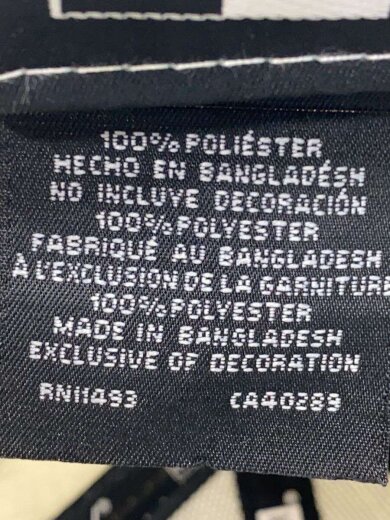 100% POLIÉSTER
HECHO EN BANGLADÉSH
NO INCLUYE DECORACIÓN
100% POLYESTER
FABRIQUÉ AU BANGLADESH
À L'EXCLUSION DE LA GARNITURE
100% POLYESTER
MADE IN BANGLADESH
EXCLUSIVE OF DECORATION
RN11493 CA40289